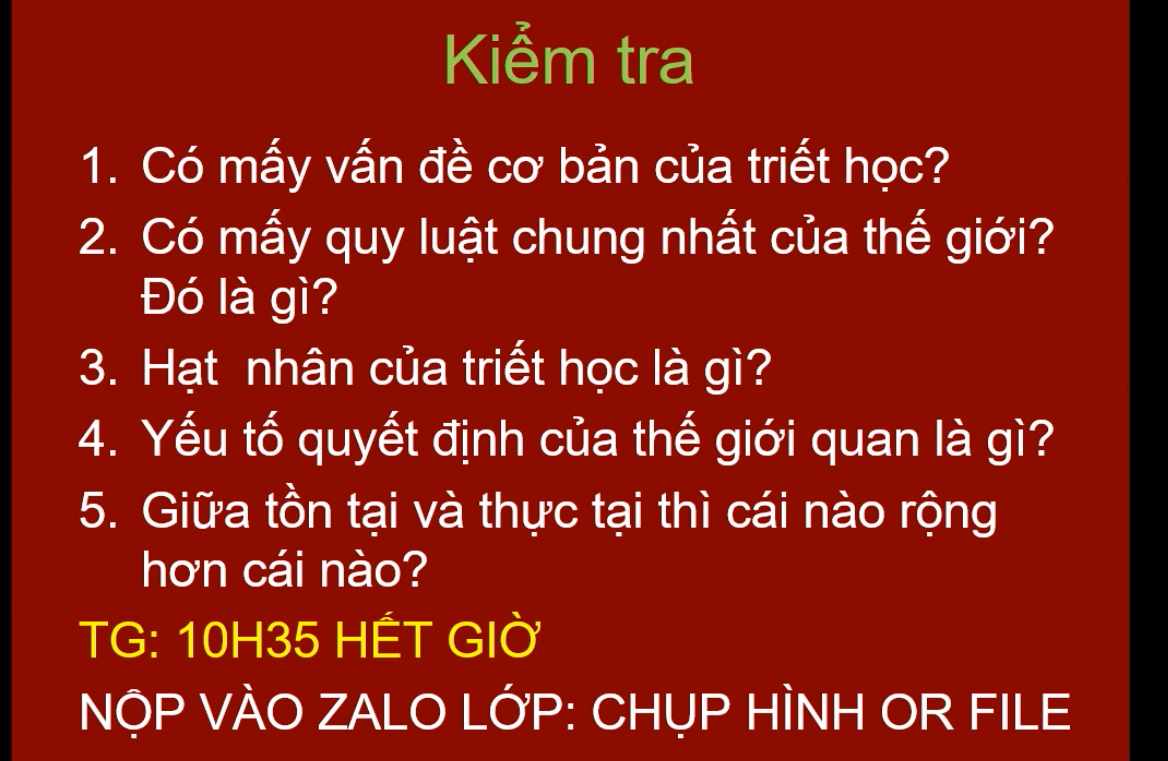 Kiểm tra
1. Có mấy vấn đề cơ bản của triết học?
2. Có mấy quy luật chung nhất của thế giới?
Đó là gì?
3. Hạt nhân của triết học là gì?
4. Yếu tố quyết định của thế giới quan là gì?
5. Giữa tồn tại và thực tại thì cái nào rộng
hơn cái nào?
TG: 10H35 HẾT GIỜ
NỘP VÀO ZALO LỚP: CHỤP HÌNH OR FILE